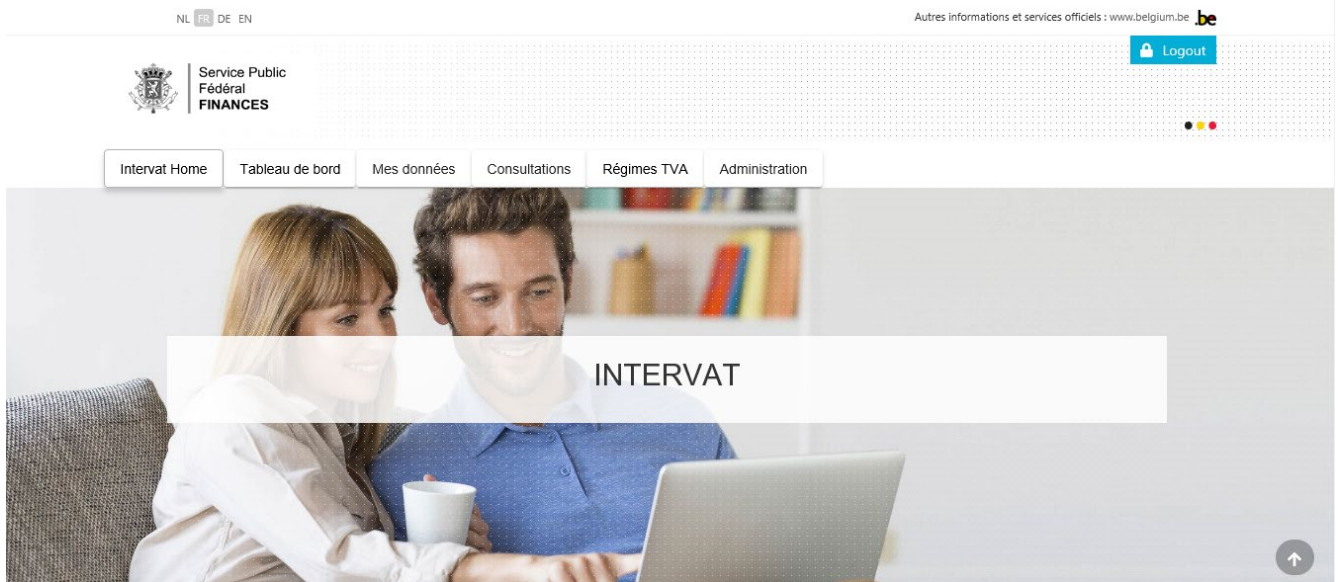 NL FR DE EN
Autres informations et services officiels : www.belgium.be .be
Logout
Service Public
Fédéral
FINANCES
Intervat Home Tableau de bord Mes données Consultations Régimes TVA Administration
INTERVAT